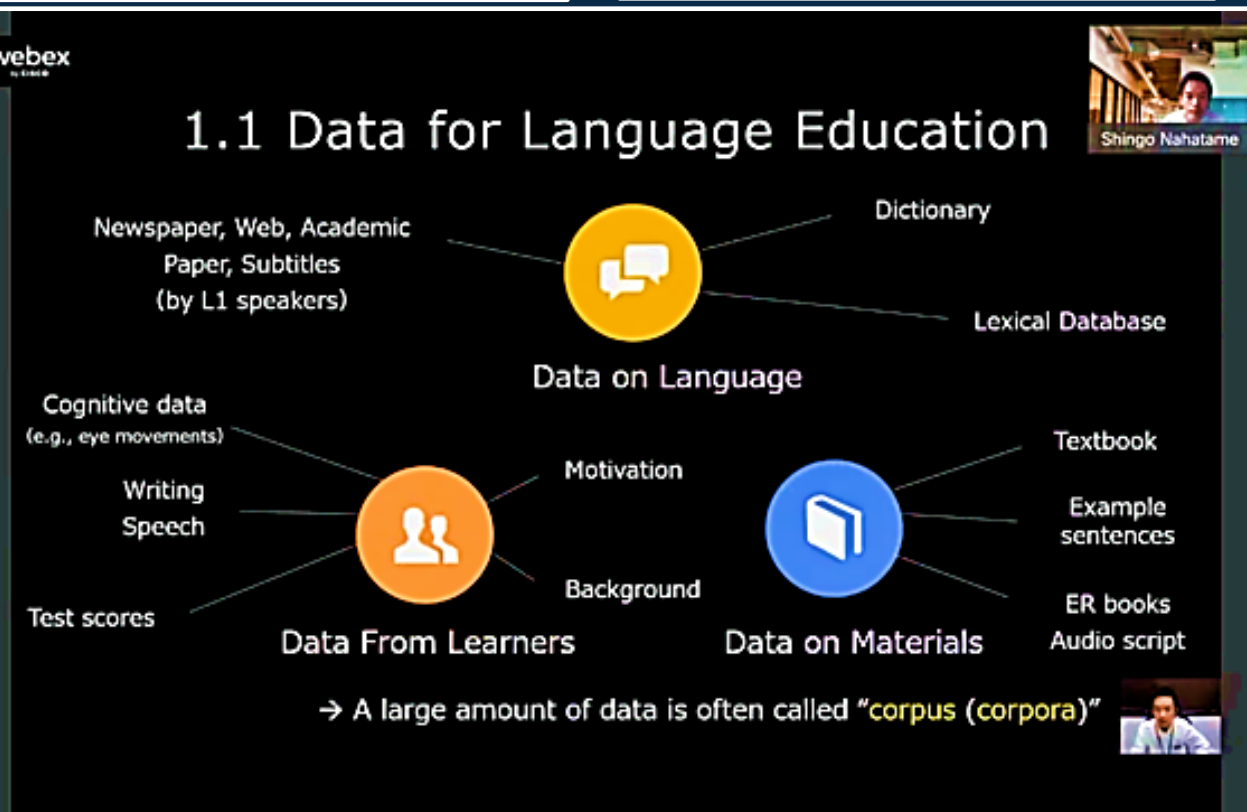 webex
by CISCO
Shingo Nahatame
1.1 Data for Language Education
Newspaper, Web, Academic
Paper, Subtitles
(by L1 speakers)
Dictionary
Lexical Database
Data on Language
Cognitive data
(e.g., eye movements)
Writing
Speech
Test scores
Motivation
Background
Data From Learners
Textbook
Example
sentences
ER books
Audio script
Data on Materials
→ A large amount of data is often called “corpus (corpora)”